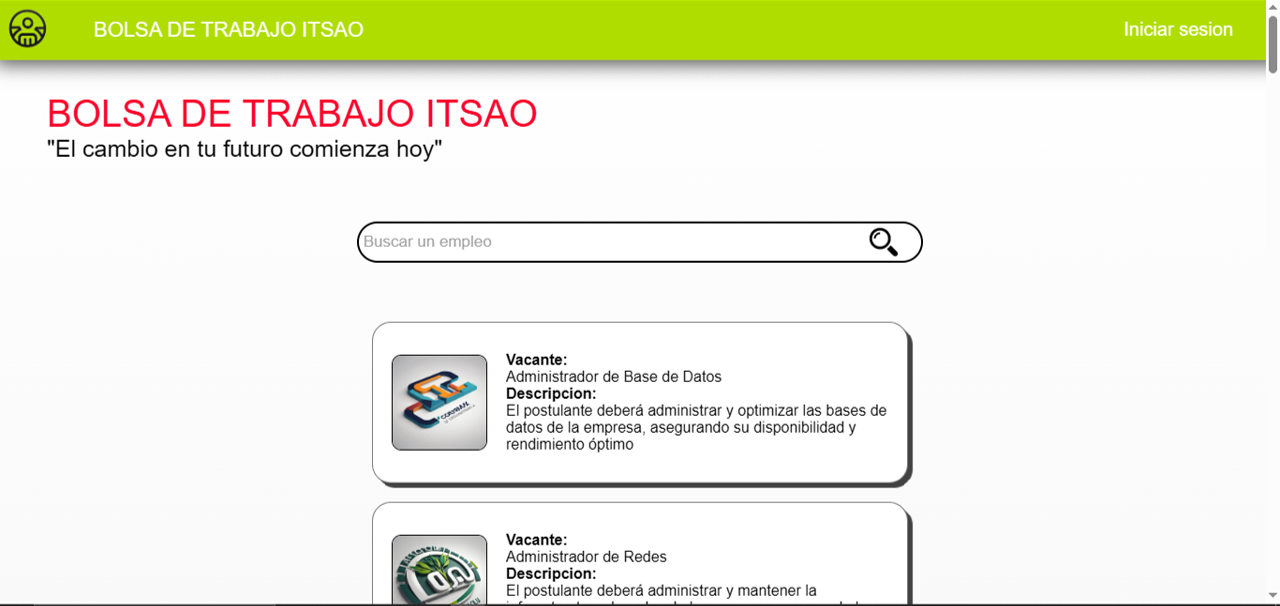 BOLSA DE TRABAJO ITSAO
Iniciar sesion
BOLSA DE TRABAJO ITSAO
"El cambio en tu futuro comienza hoy"
Buscar un empleo
Vacante:
Administrador de Base de Datos
Descripcion:
El postulante deberá administrar y optimizar las bases de
datos de la empresa, asegurando su disponibilidad y
rendimiento óptimo
Vacante:
Administrador de Redes
Descripcion:
El postulante deberá administrar y mantener la